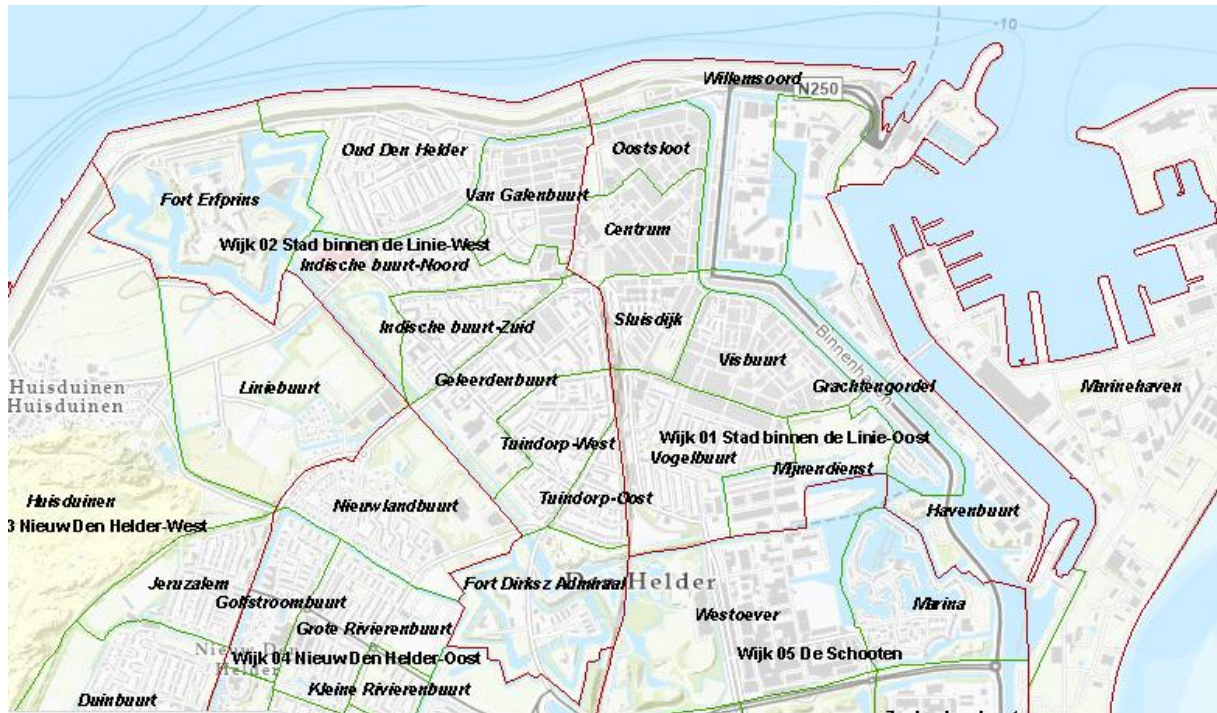 -10
Willemsoord
N250
Oud Den Helder
Oostsloot
Fort Erfprins
Van Galenbuurt
Centrum
Wijk 02 Stad binnen de Linie-West
Indische buurt-Noord
Indische buurt-Zuid
Sluisdijk
Visbuurt
Binnenhaven
Geleerdenbuurt
Grachtengordel
Marinehaven
Huisduinen
Huisduinen
Liniebuurt
Tuindorp-West
Wijk 01 Stad binnen de Linie-Oost
Vogelbuurt
Mijnendienst
Huisduinen
Nieuwlandbuurt
Tuindorp-Oost
Havenbuurt
3 Nieuw Den Helder-West
Jeruzalem
Fort Dirksz Admiraal
Den Helder
Golfstroombuurt
Marina
Westoever
Grote Rivierenbuurt
Nieuw Den
Helder
Wijk 04 Nieuw Den Helder-Oost
Wijk 05 De Schooten
Duinbuurt
Kleine Rivierenbuurt